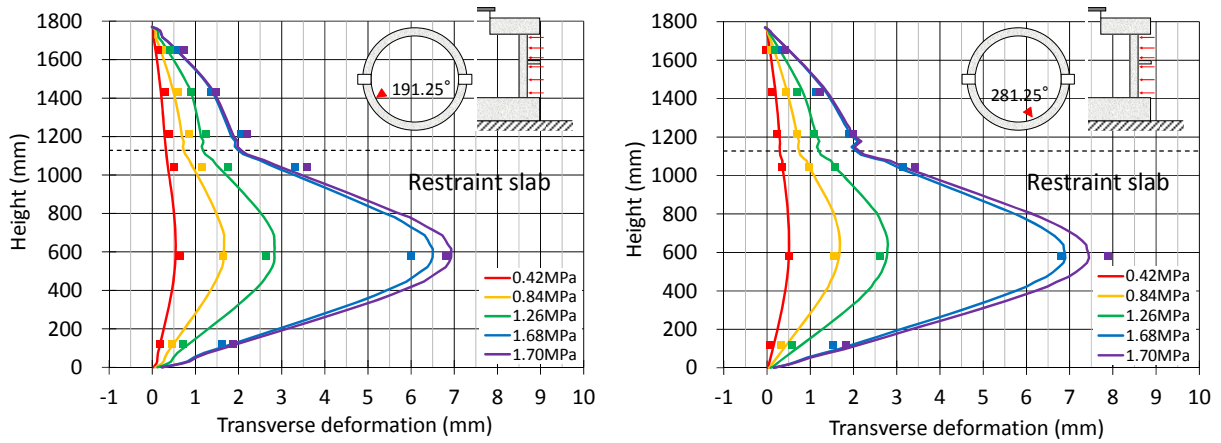 1800
1600
1400
1200
1000
800
600
400
200
0
Height (mm)
191.25°
Restraint slab
0.42MPa
0.84MPa
1.26MPa
1.68MPa
1.70MPa
-1 0 1 2 3 4 5 6 7 8 9 10
Transverse deformation (mm)
1800
1600
1400
1200
1000
800
600
400
200
0
Height (mm)
281.25°
Restraint slab
0.42MPa
0.84MPa
1.26MPa
1.68MPa
1.70MPa
-1 0 1 2 3 4 5 6 7 8 9 10
Transverse deformation (mm)